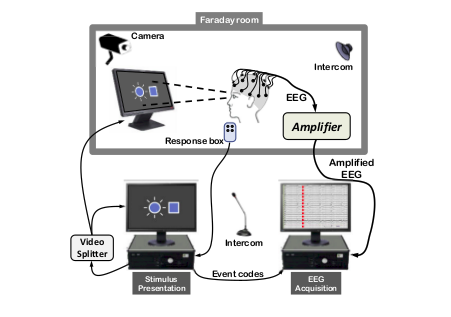 Faraday room
Camera
Intercom
EEG
Amplifier
Response box
Amplified
EEG
Video
Splitter
Intercom
Event codes
Stimulus
Presentation
EEG
Acquisition